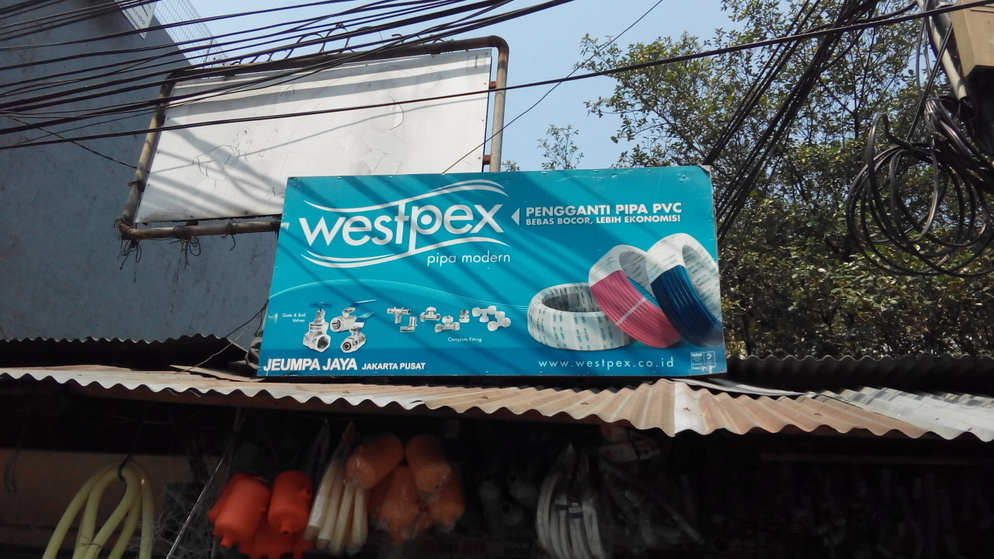 westpex
pipa modern
PENGGANTI PIPA PVC
BEBAS BOCOR, LEBIH EKONOMIS!
Gate & Ball
Valves
Complete Fitting
JEUMPA JAYA JAKARTA PUSAT
www.westpex.co.id